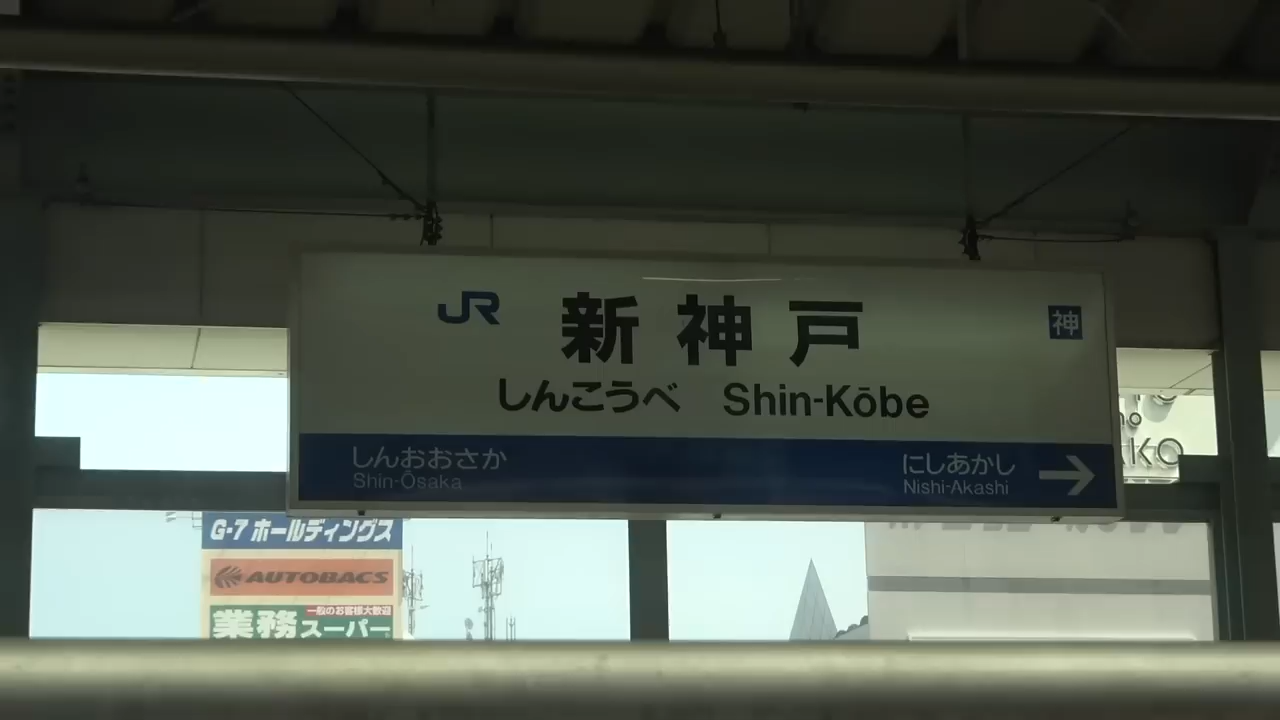 JR 新神戸 神
しんこうべ Shin-Kōbe
しんおおさか
Shin-Ōsaka
にしあかし
Nishi-Akashi
G-7 ホールディングス
AUTOBACS
一般のお客様大歓迎
業務スーパー